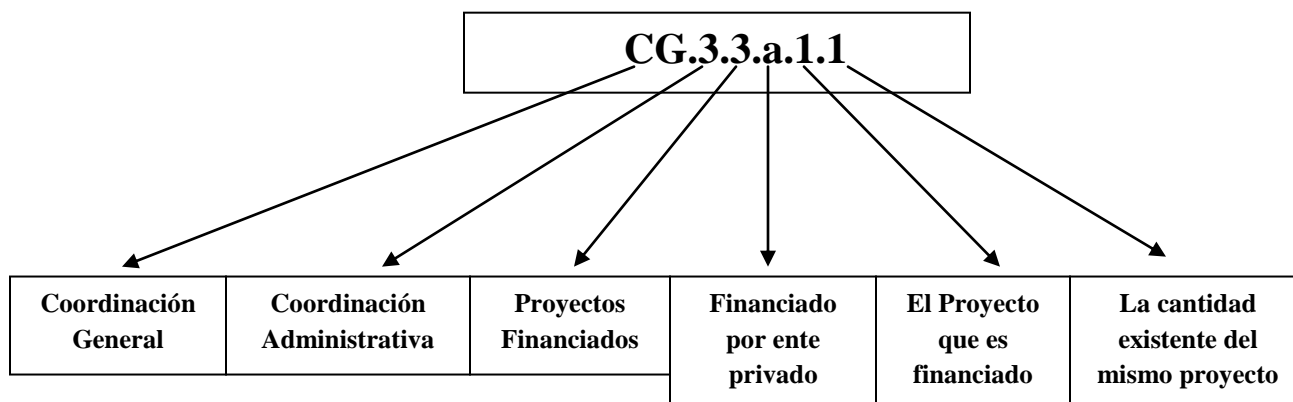 CG.3.3.a.1.1
Coordinación
General
Coordinación
Administrativa
Proyectos
Financiados
Financiado
por ente
privado
El Proyecto
que es
financiado
La cantidad
existente del
mismo proyecto